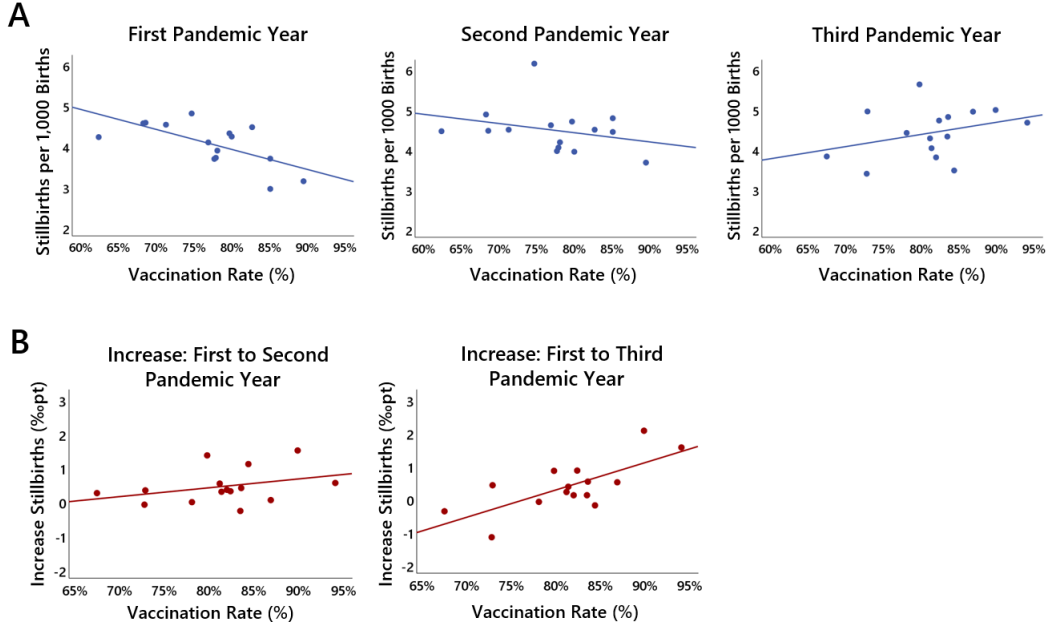 A
First Pandemic Year
Second Pandemic Year
Third Pandemic Year
Stillbirths per 1,000 Births
6
5
4
3
2
60% 65% 70% 75% 80% 85% 90% 95%
Vaccination Rate (%)
Stillbirths per 1000 Births
6
5
4
3
2
60% 65% 70% 75% 80% 85% 90% 95%
Vaccination Rate (%)
Stillbirths per 1000 Births
6
5
4
3
2
60% 65% 70% 75% 80% 85% 90% 95%
Vaccination Rate (%)
B
Increase: First to Second
Pandemic Year
Increase Stillbirths (‰pt)
3
2
1
0
-1
-2
65% 70% 75% 80% 85% 90% 95%
Vaccination Rate (%)
Increase: First to Third
Pandemic Year
Increase Stillbirths (‰pt)
3
2
1
0
-1
-2
65% 70% 75% 80% 85% 90% 95%
Vaccination Rate (%)